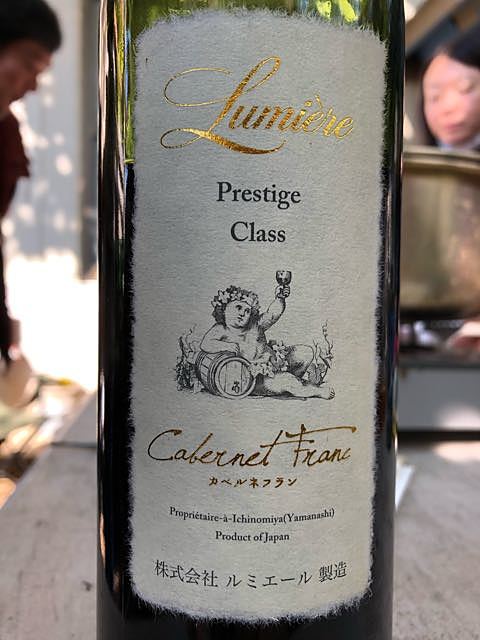 Lumière
Prestige
Class
Cabernet Franc
カベルネフラン
Propriétaire-à-Ichinomiya(Yamanashi)
Product of Japan
株式会社 ルミエール 製造